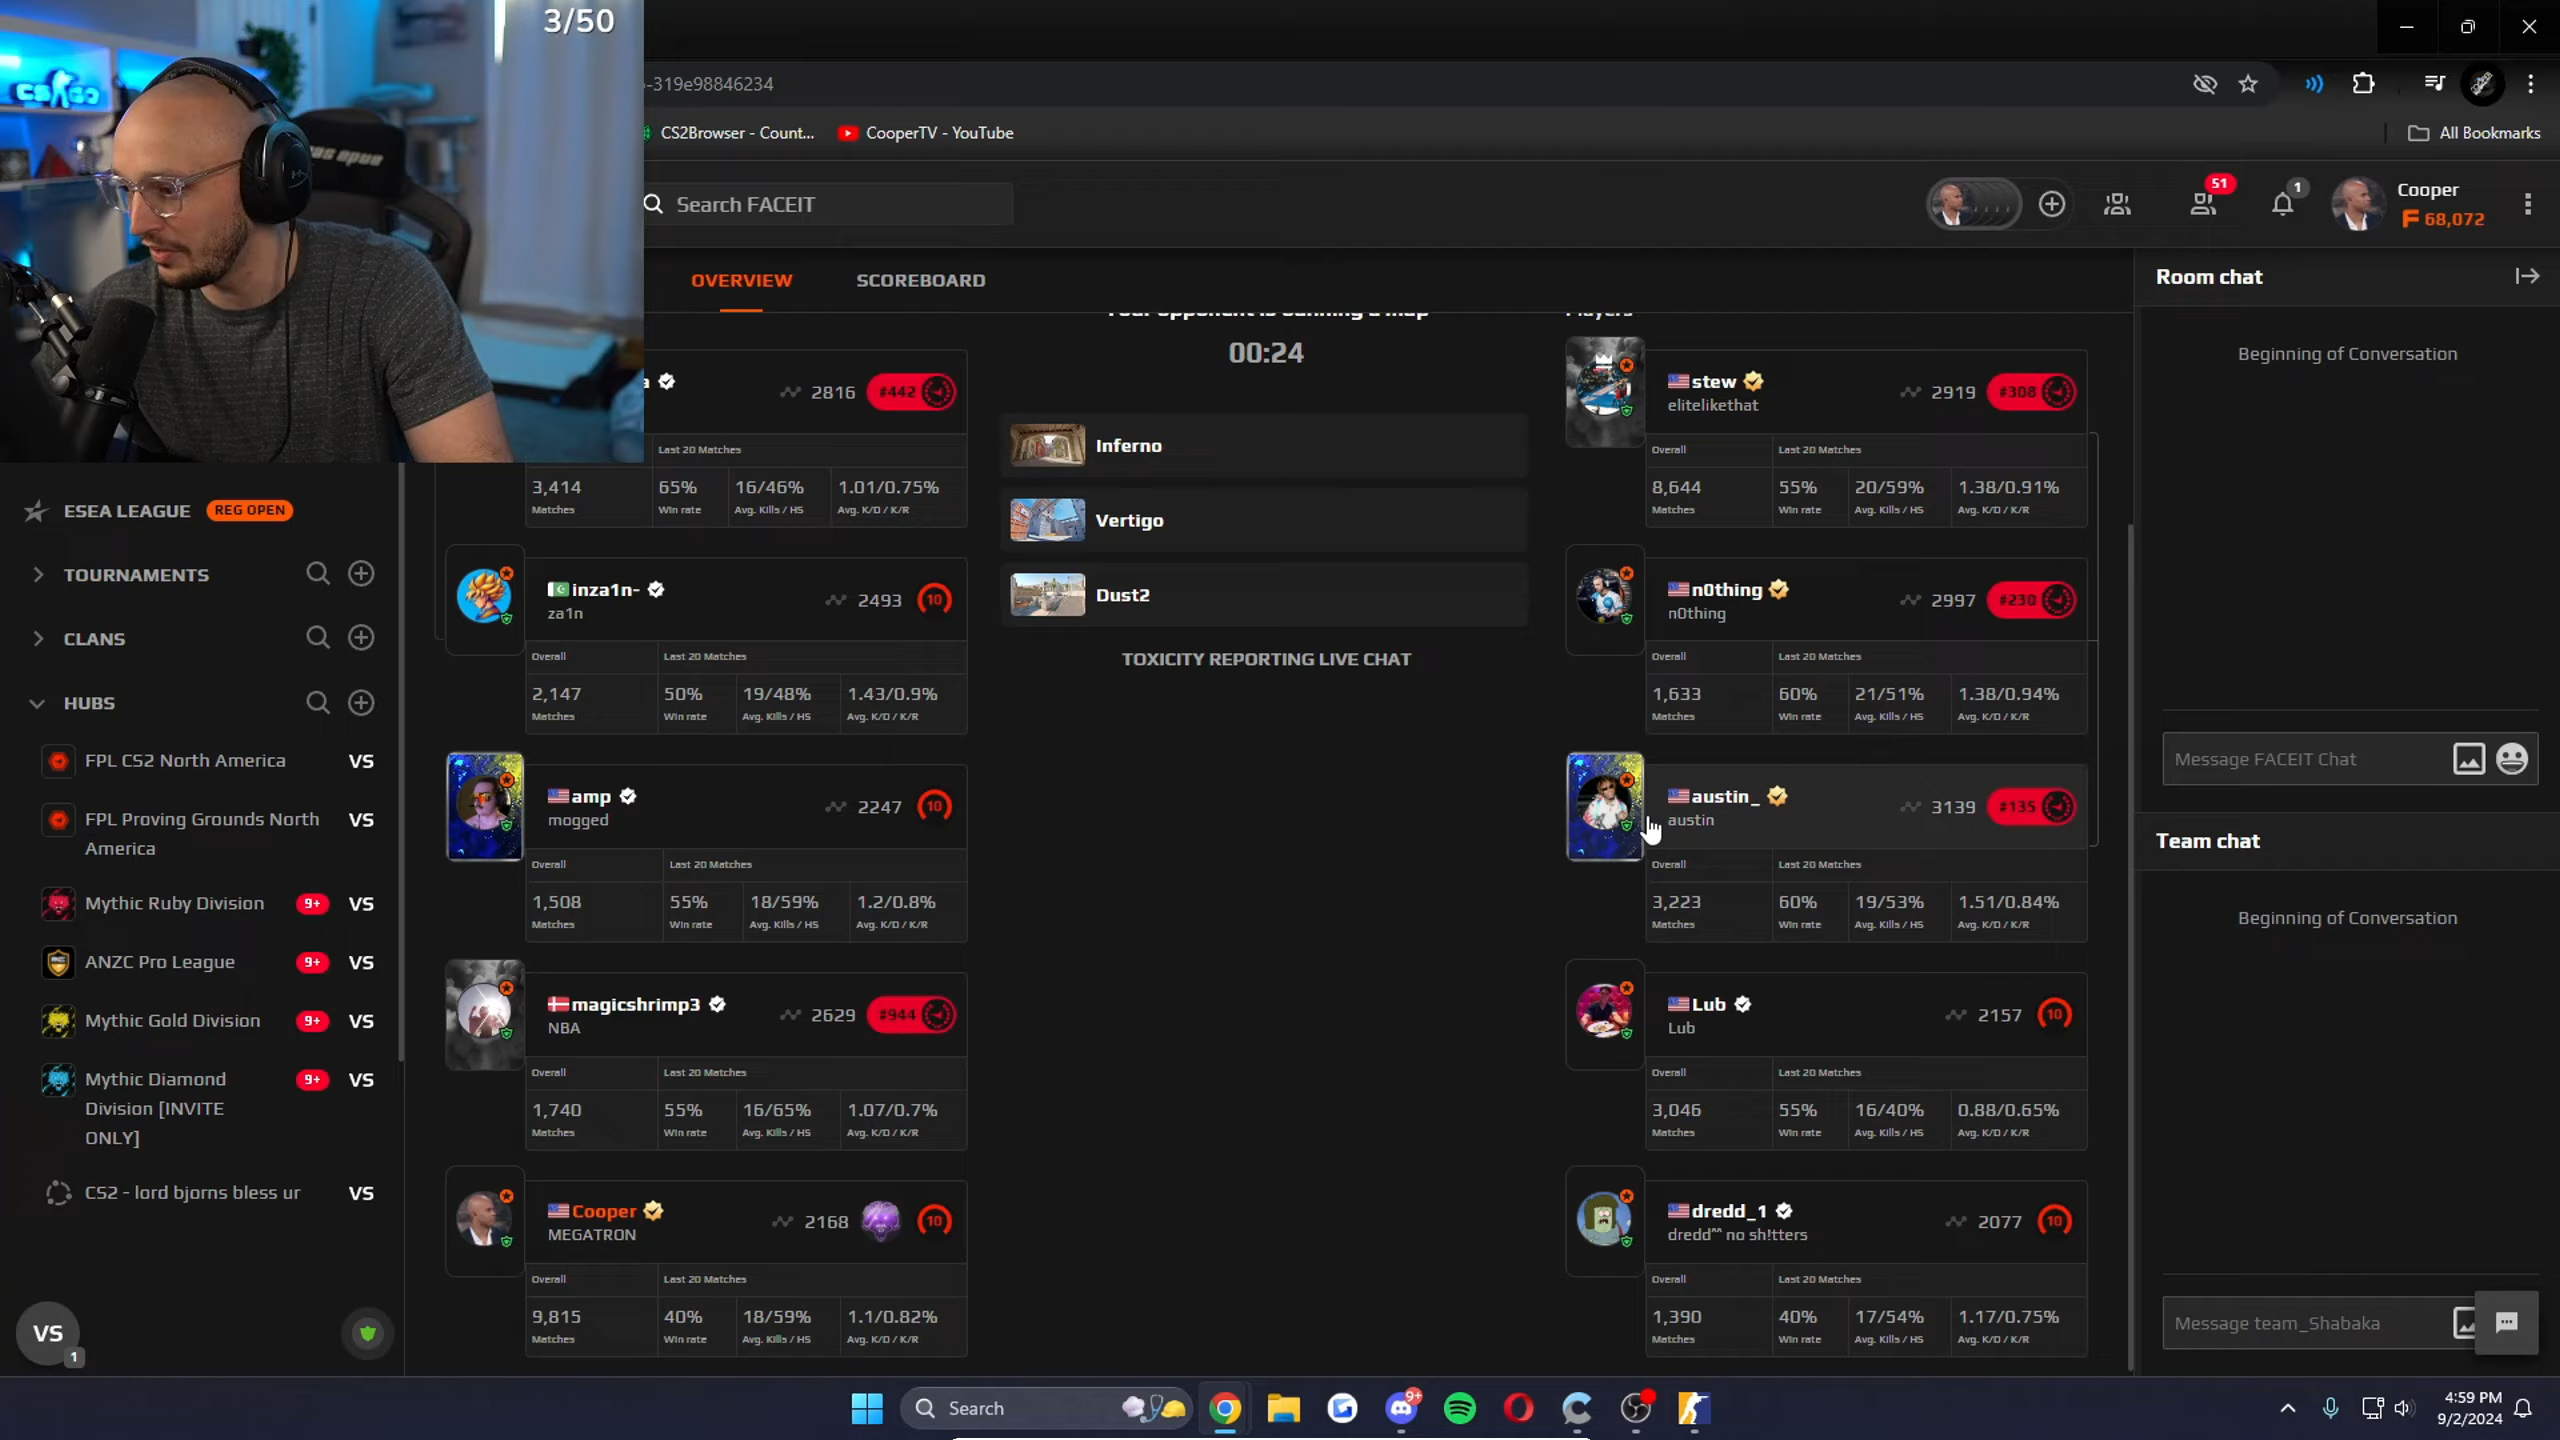 3/50
CS:GO
-319e98846234
CS2Browser - Count...
CooperTV - YouTube
All Bookmarks
Search FACEIT
51
1
Cooper
68,072
OVERVIEW
SCOREBOARD
Your opponent is banning a map
00:24
Inferno
Vertigo
Dust2
TOXICITY REPORTING LIVE CHAT
ESEA LEAGUE
REG OPEN
TOURNAMENTS
CLANS
HUBS
FPL CS2 North America
VS
FPL Proving Grounds North
America
VS
Mythic Ruby Division
9+
VS
ANZC Pro League
9+
VS
Mythic Gold Division
9+
VS
Mythic Diamond
Division [INVITE
ONLY]
9+
VS
CS2 - lord bjorns bless ur
VS
VS
1
a
2816
#442
Last 20 Matches
3,414
Matches
65%
Win rate
16/46%
Avg. Kills / HS
1.01/0.75%
Avg. K/D / K/R
inza1n-
za1n
2493
10
Overall
Last 20 Matches
2,147
Matches
50%
Win rate
19/48%
Avg. Kills / HS
1.43/0.9%
Avg. K/D / K/R
amp
mogged
2247
10
Overall
Last 20 Matches
1,508
Matches
55%
Win rate
18/59%
Avg. Kills / HS
1.2/0.8%
Avg. K/D / K/R
magicshrimp3
NBA
2629
#944
Overall
Last 20 Matches
1,740
Matches
55%
Win rate
16/65%
Avg. Kills / HS
1.07/0.7%
Avg. K/D / K/R
Cooper
MEGATRON
2168
10
Overall
Last 20 Matches
9,815
Matches
40%
Win rate
18/59%
Avg. Kills / HS
1.1/0.82%
Avg. K/D / K/R
Players
stew
elitelikethat
2919
#308
Overall
Last 20 Matches
8,644
Matches
55%
Win rate
20/59%
Avg. Kills / HS
1.38/0.91%
Avg. K/D / K/R
n0thing
n0thing
2997
#230
Overall
Last 20 Matches
1,633
Matches
60%
Win rate
21/51%
Avg. Kills / HS
1.38/0.94%
Avg. K/D / K/R
austin_
austin
3139
#135
Overall
Last 20 Matches
3,223
Matches
60%
Win rate
19/53%
Avg. Kills / HS
1.51/0.84%
Avg. K/D / K/R
Lub
Lub
2157
10
Overall
Last 20 Matches
3,046
Matches
55%
Win rate
16/40%
Avg. Kills / HS
0.88/0.65%
Avg. K/D / K/R
dredd_1
dredd^^ no sh!tters
2077
10
Overall
Last 20 Matches
1,390
Matches
40%
Win rate
17/54%
Avg. Kills / HS
1.17/0.75%
Avg. K/D / K/R
Room chat
Beginning of Conversation
Message FACEIT Chat
Team chat
Beginning of Conversation
Message team_Shabaka
Search
9+
4:59 PM
9/2/2024